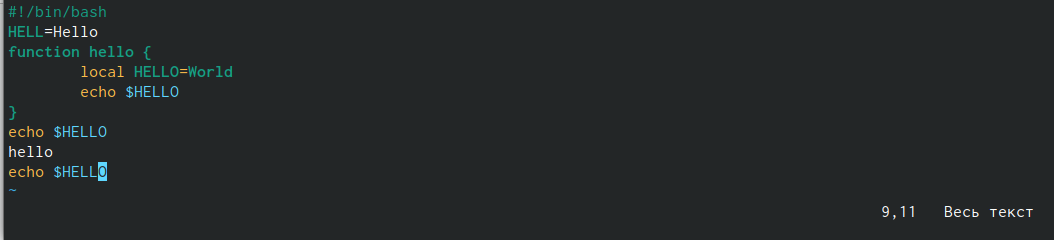 #!/bin/bash
HELL=Hello
function hello {
        local HELLO=World
        echo $HELLO
}
echo $HELLO
hello
echo $HELLO
~
9,11   Весь текст